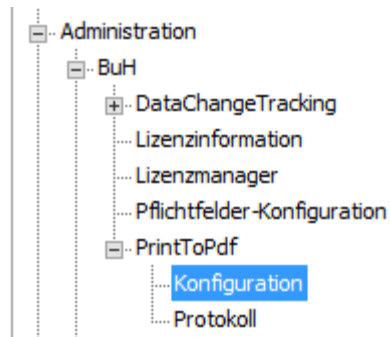 Administration
BuH
DataChangeTracking
Lizenzinformation
Lizenzmanager
Pflichtfelder-Konfiguration
PrintToPdf
Konfiguration
Protokoll